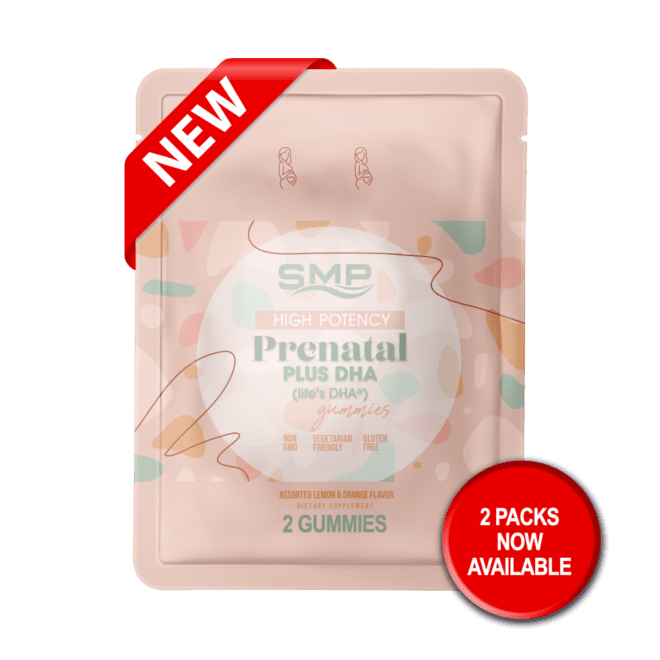 NEW
SMP
HIGH POTENCY
Prenatal
PLUS DHA
(life's DHA®)
gummies
NON
GMO
VEGETARIAN
FRIENDLY
GLUTEN
FREE
ASSORTED LEMON & ORANGE FLAVOR
DIETARY SUPPLEMENT
2 GUMMIES
2 PACKS
NOW
AVAILABLE